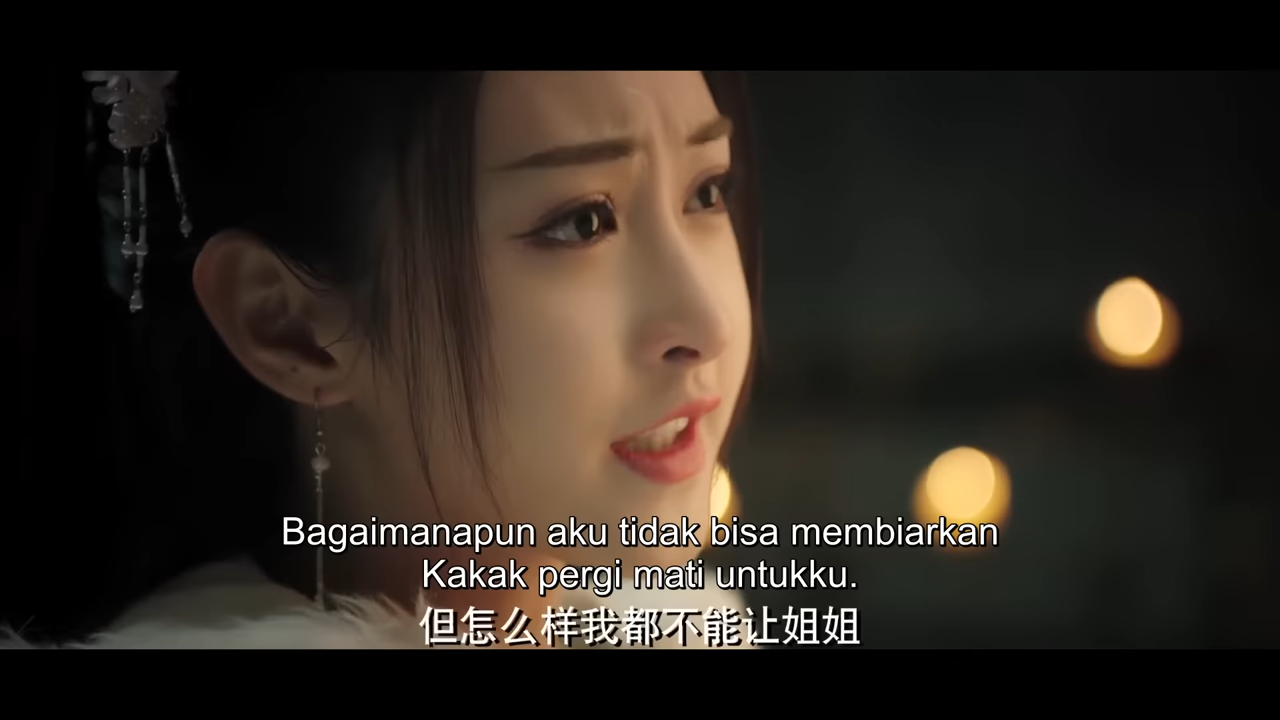 Bagaimanapun aku tidak bisa membiarkan
Kakak pergi mati untukku.
但怎么样我都不能让姐姐